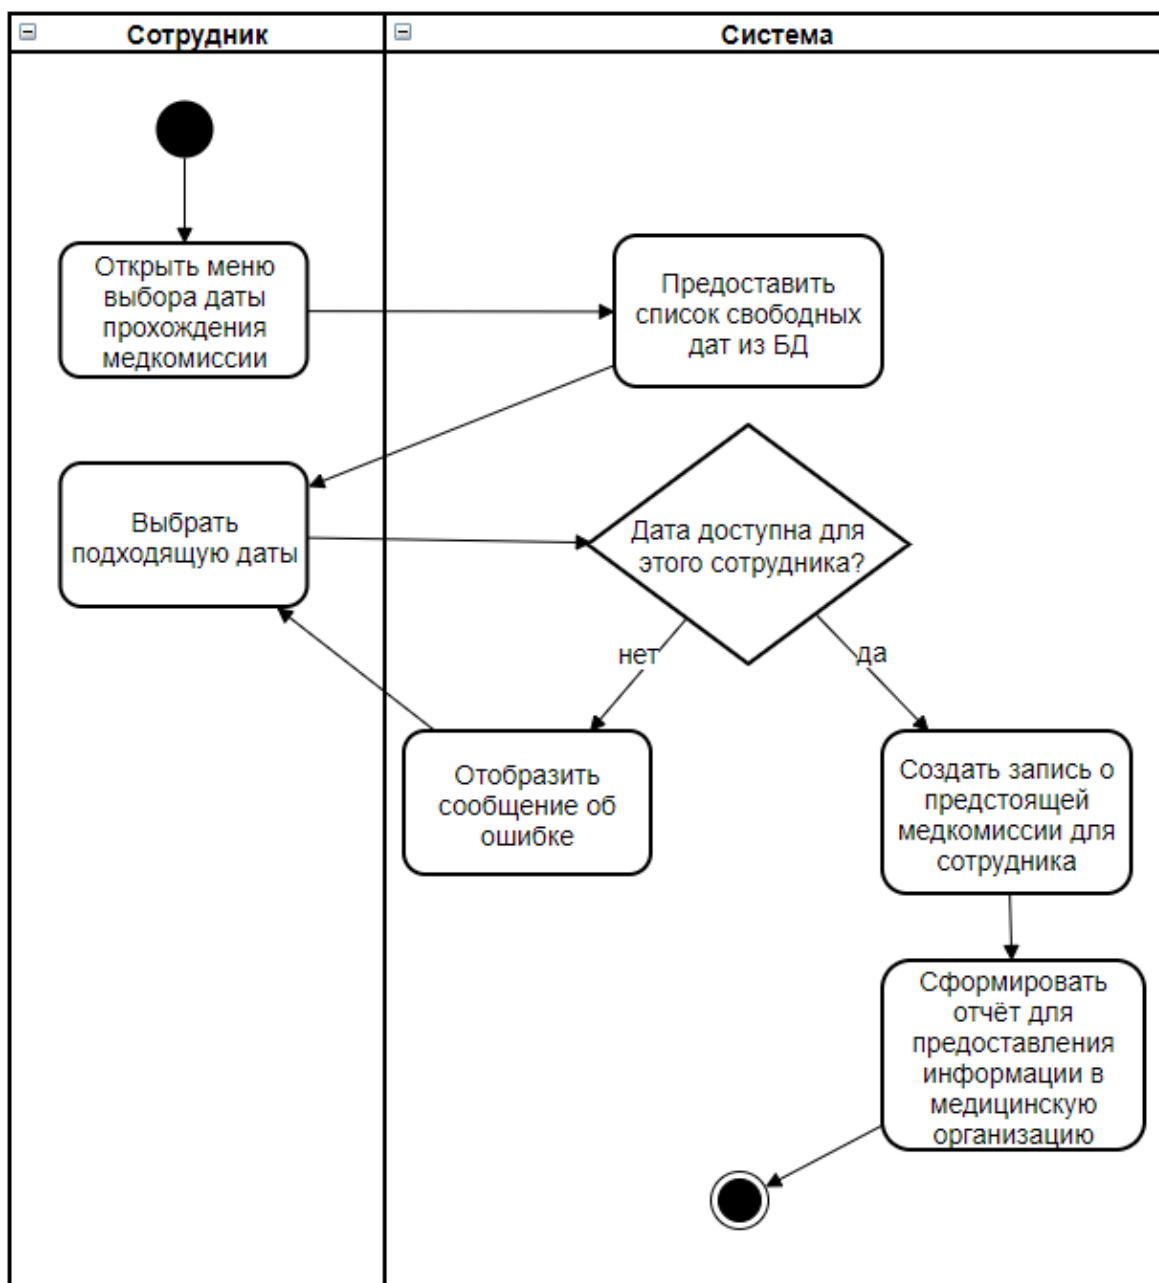 Сотрудник
Система
Открыть меню
выбора даты
прохождения
медкомиссии
Предоставить
список свободных
дат из БД
Выбрать
подходящую даты
Дата доступна для
этого сотрудника?
нет
да
Отобразить
сообщение об
ошибке
Создать запись о
предстоящей
медкомиссии для
сотрудника
Сформировать
отчёт для
предоставления
информации в
медицинскую
организацию